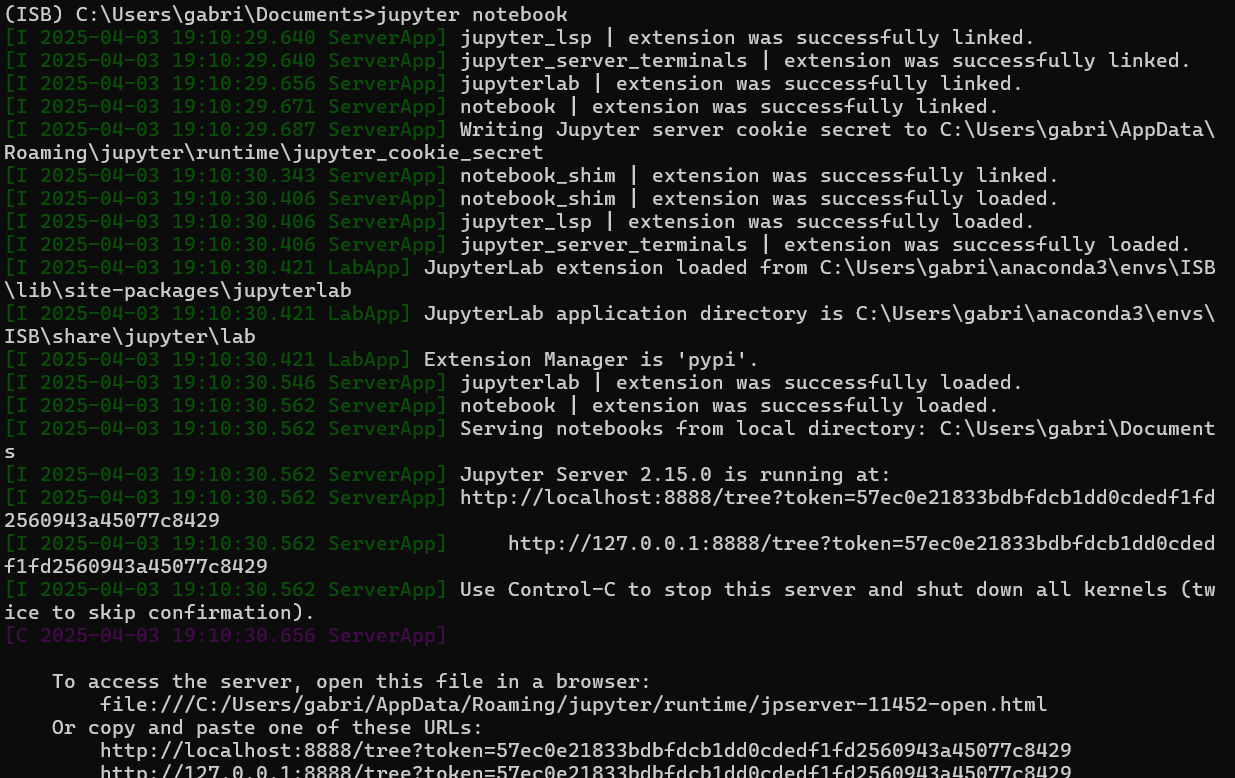 (ISB) C:\Users\gabri\Documents>jupyter notebook
[I 2025-04-03 19:10:29.640 ServerApp] jupyter_lsp | extension was successfully linked.
[I 2025-04-03 19:10:29.640 ServerApp] jupyter_server_terminals | extension was successfully linked.
[I 2025-04-03 19:10:29.656 ServerApp] jupyterlab | extension was successfully linked.
[I 2025-04-03 19:10:29.671 ServerApp] notebook | extension was successfully linked.
[I 2025-04-03 19:10:29.687 ServerApp] Writing Jupyter server cookie secret to C:\Users\gabri\AppData\
Roaming\jupyter\runtime\jupyter_cookie_secret
[I 2025-04-03 19:10:30.343 ServerApp] notebook_shim | extension was successfully linked.
[I 2025-04-03 19:10:30.406 ServerApp] notebook_shim | extension was successfully loaded.
[I 2025-04-03 19:10:30.406 ServerApp] jupyter_lsp | extension was successfully loaded.
[I 2025-04-03 19:10:30.406 ServerApp] jupyter_server_terminals | extension was successfully loaded.
[I 2025-04-03 19:10:30.421 LabApp] JupyterLab extension loaded from C:\Users\gabri\anaconda3\envs\ISB
\lib\site-packages\jupyterlab
[I 2025-04-03 19:10:30.421 LabApp] JupyterLab application directory is C:\Users\gabri\anaconda3\envs\
ISB\share\jupyter\lab
[I 2025-04-03 19:10:30.421 LabApp] Extension Manager is 'pypi'.
[I 2025-04-03 19:10:30.546 ServerApp] jupyterlab | extension was successfully loaded.
[I 2025-04-03 19:10:30.562 ServerApp] notebook | extension was successfully loaded.
[I 2025-04-03 19:10:30.562 ServerApp] Serving notebooks from local directory: C:\Users\gabri\Document
s
[I 2025-04-03 19:10:30.562 ServerApp] Jupyter Server 2.15.0 is running at:
[I 2025-04-03 19:10:30.562 ServerApp] http://localhost:8888/tree?token=57ec0e21833bdbfdcb1dd0cdedf1fd
2560943a45077c8429
[I 2025-04-03 19:10:30.562 ServerApp]     http://127.0.0.1:8888/tree?token=57ec0e21833bdbfdcb1dd0cded
f1fd2560943a45077c8429
[I 2025-04-03 19:10:30.562 ServerApp] Use Control-C to stop this server and shut down all kernels (tw
ice to skip confirmation).
[C 2025-04-03 19:10:30.656 ServerApp]
To access the server, open this file in a browser:
file:///C:/Users/gabri/AppData/Roaming/jupyter/runtime/jpserver-11452-open.html
Or copy and paste one of these URLs:
http://localhost:8888/tree?token=57ec0e21833bdbfdcb1dd0cdedf1fd2560943a45077c8429
http://127.0.0.1:8888/tree?token=57ec0e21833bdbfdcb1dd0cdedf1fd2560943a45077c8429